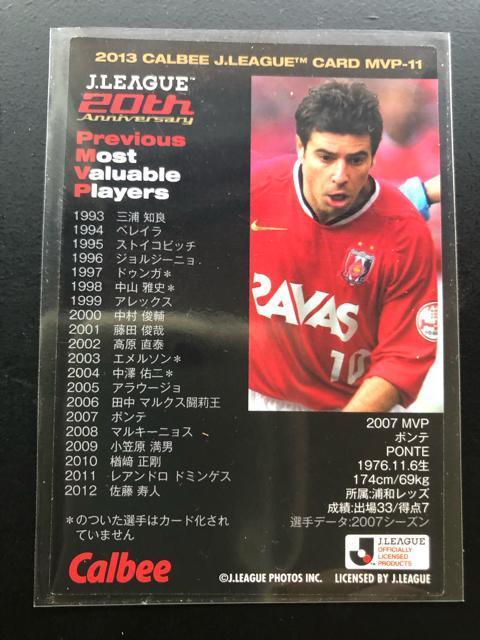 2013 CALBEE J.LEAGUE™ CARD MVP-11
J.LEAGUE™
20th
Anniversary
Previous
Most
Valuable
Players
1993 三浦 知良
1994 ペレイラ
1995 ストイコビッチ
1996 ジョルジーニョ
1997 ドゥンガ*
1998 中山 雅史*
1999 アレックス
2000 中村 俊輔
2001 藤田 俊哉
2002 高原 直泰
2003 エメルソン*
2004 中澤 佑二*
2005 アラウージョ
2006 田中 マルクス闘莉王
2007 ポンテ
2008 マルキーニョス
2009 小笠原 満男
2010 楢﨑 正剛
2011 レアンドロ ドミンゲス
2012 佐藤 寿人
*のついた選手はカード化されていません
Calbee
SAVAS
10
2007 MVP
ポンテ
PONTE
1976.11.6生
174cm/69kg
所属:浦和レッズ
成績:出場33/得点7
選手データ:2007シーズン
J.LEAGUE
OFFICIALLY
LICENSED
PRODUCTS
©J.LEAGUE PHOTOS INC. LICENSED BY J.LEAGUE